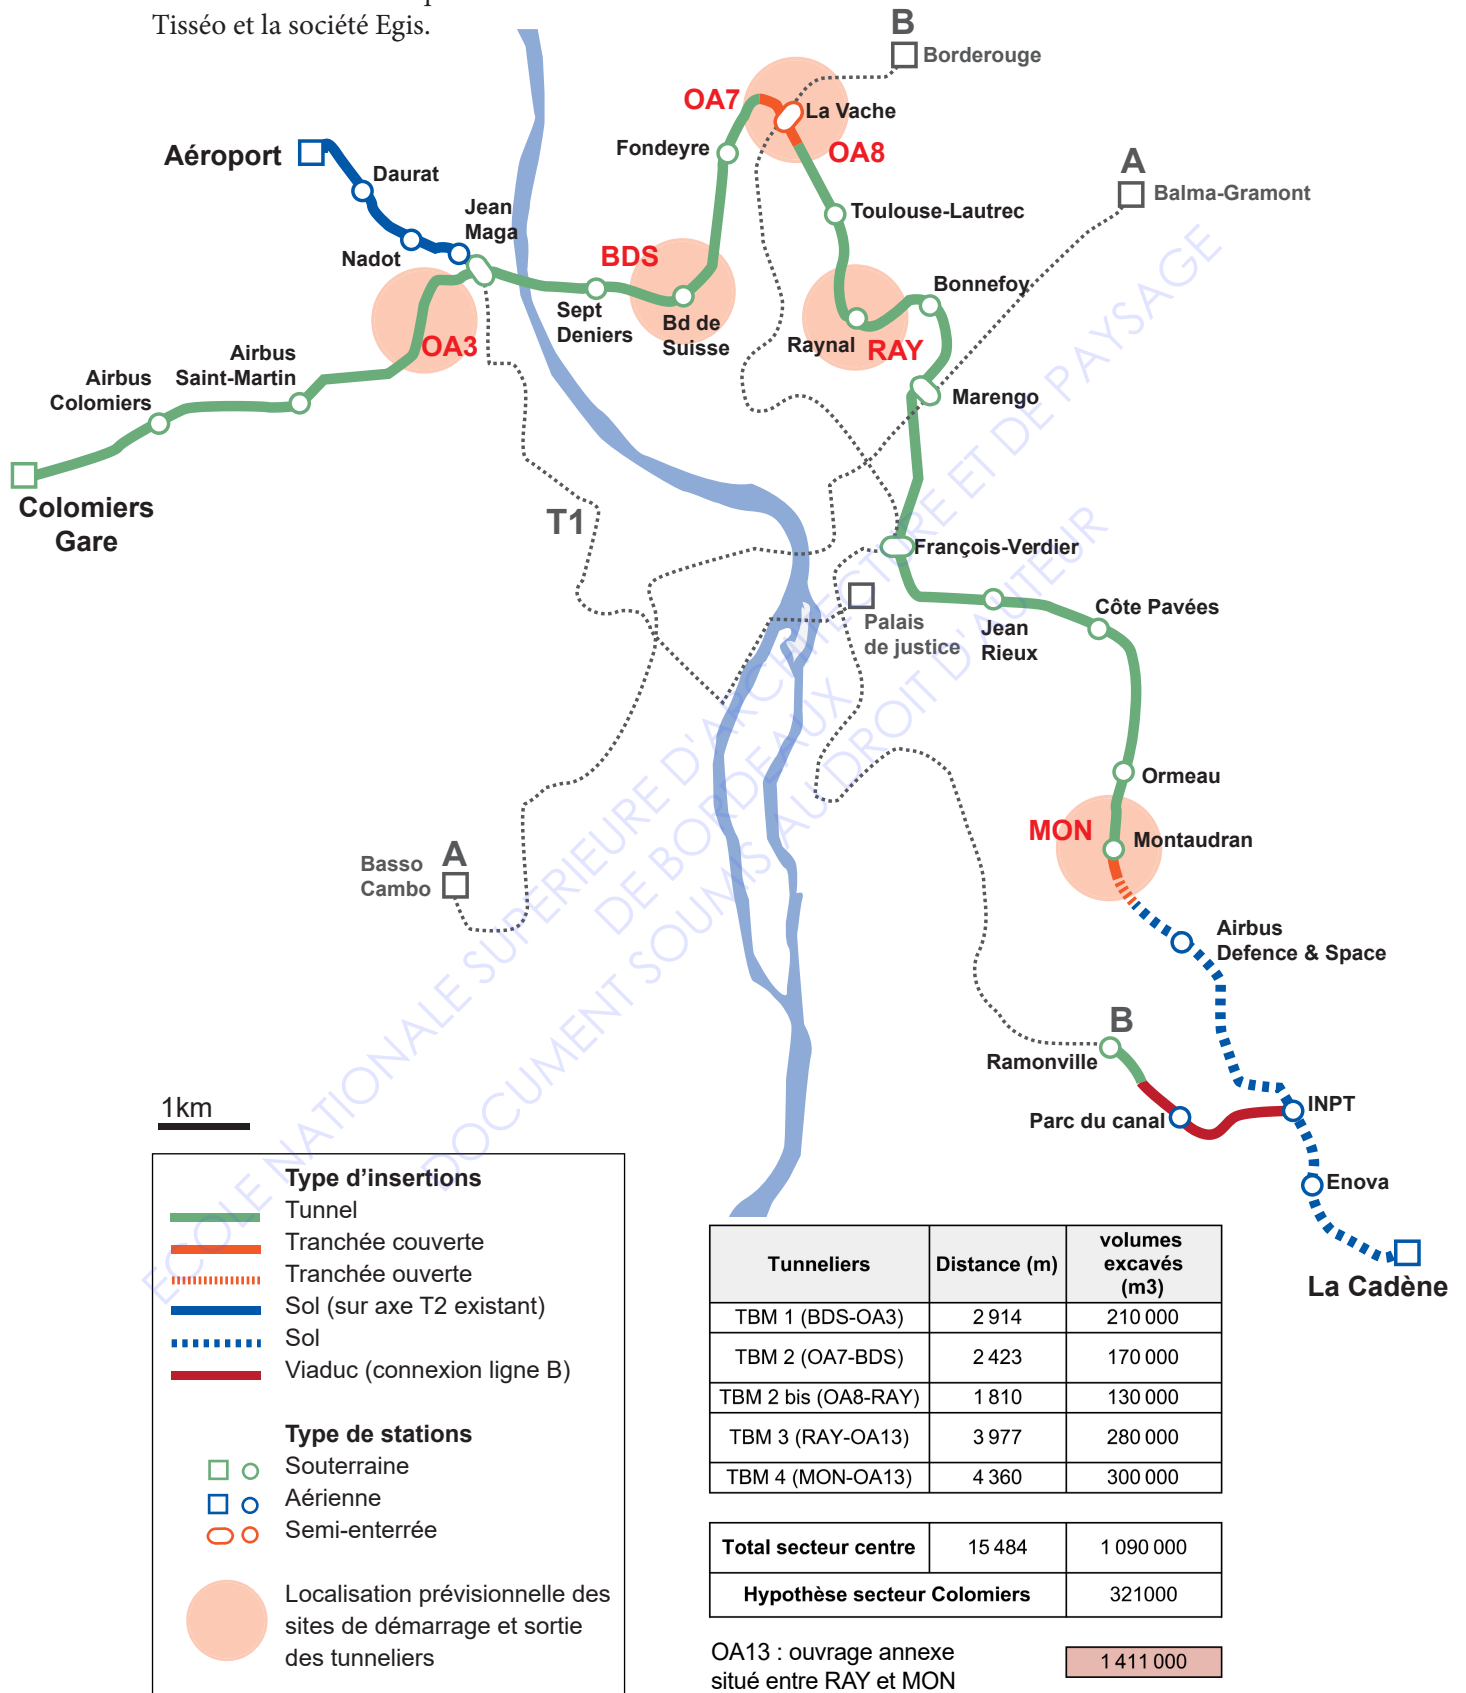 Tisséo et la société Egis.
B
Borderouge
OA7
La Vache
Fondeyre
OA8
A
Balma-Gramont
Aéroport
Daurat
Jean
Maga
Nadot
Toulouse-Lautrec
BDS
Sept
Deniers
Bd de
Suisse
Bonnefoy
Raynal
RAY
OA3
Airbus
Saint-Martin
Airbus
Colomiers
Marengo
Colomiers
Gare
T1
François-Verdier
Palais
de justice
Jean
Rieux
Côte Pavées
Ormeau
MON
Montaudran
Basso
Cambo
A
Airbus
Defence & Space
B
Ramonville
Parc du canal
INPT
Enova
La Cadène
ECOLE NATIONALE SUPERIEURE D'ARCHITECTURE ET DE PAYSAGE
DE BORDEAUX
DOCUMENT SOUMIS AU DROIT D'AUTEUR
1km
Type d’insertions
Tunnel
Tranchée couverte
Tranchée ouverte
Sol (sur axe T2 existant)
Sol
Viaduc (connexion ligne B)
Type de stations
Souterraine
Aérienne
Semi-enterrée
Localisation prévisionnelle des
sites de démarrage et sortie
des tunneliers
Tunneliers Distance (m) volumes
excavés
(m3)
TBM 1 (BDS-OA3) 2 914 210 000
TBM 2 (OA7-BDS) 2 423 170 000
TBM 2 bis (OA8-RAY) 1 810 130 000
TBM 3 (RAY-OA13) 3 977 280 000
TBM 4 (MON-OA13) 4 360 300 000
Total secteur centre 15 484 1 090 000
Hypothèse secteur Colomiers 321000
OA13 : ouvrage annexe
situé entre RAY et MON
1 411 000